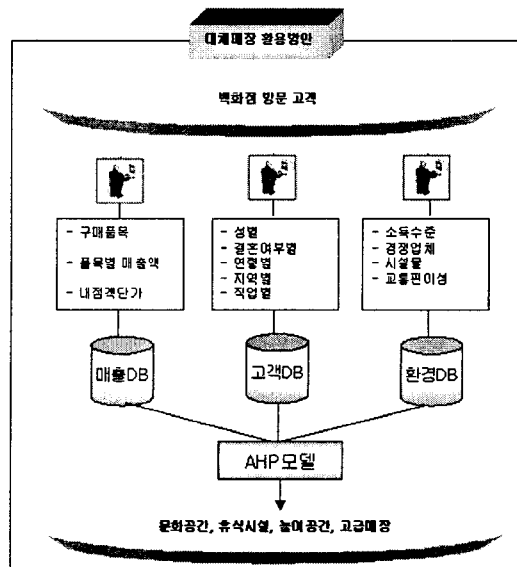 대체매장 활용방안
백화점 방문 고객
- 구매품목
- 품목별 매출액
- 내점객단가
- 성별
- 결혼여부별
- 연령별
- 지역별
- 직업별
- 소득수준
- 경쟁업체
- 시설물
- 교통편이성
매출DB
고객DB
환경DB
AHP모델
문화공간, 휴식시설, 놀이공간, 고급매장